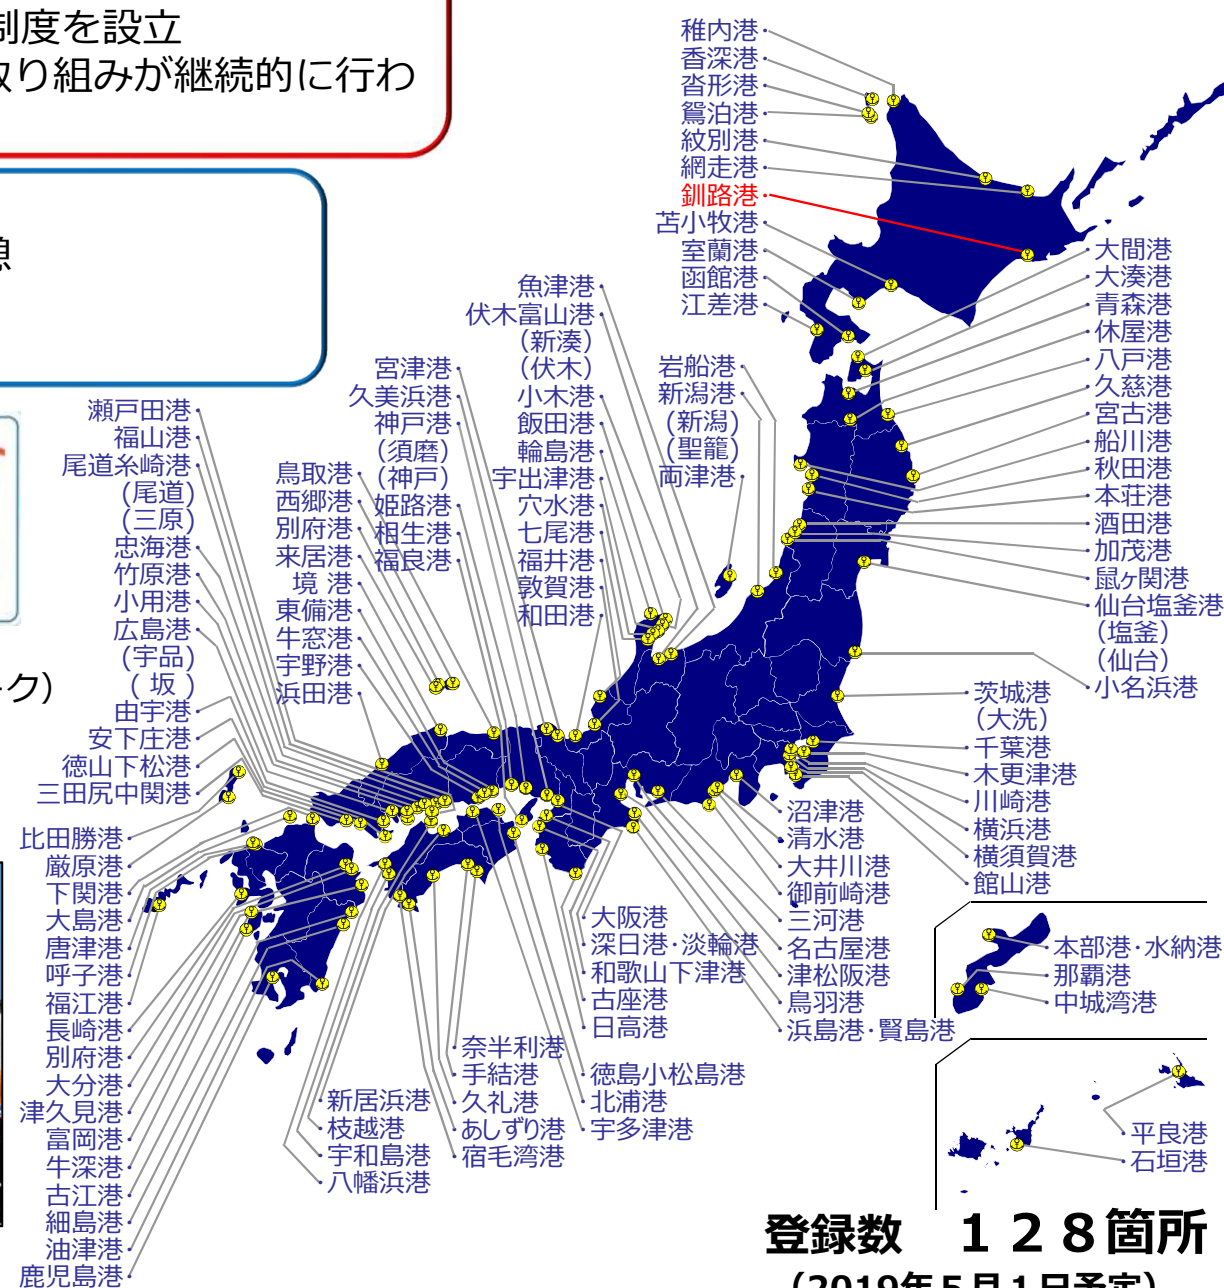 制度を設立
取り組みが継続的に行わ
憩
ーク）
稚内港
香深港
沓形港
鴛泊港
紋別港
網走港
釧路港
苫小牧港
室蘭港
函館港
江差港
大間港
大湊港
青森港
休屋港
八戸港
久慈港
宮古港
船川港
秋田港
本荘港
酒田港
加茂港
鼠ヶ関港
仙台塩釜港
(塩釜)
(仙台)
小名浜港
岩船港
新潟港
(新潟)
(聖籠)
両津港
魚津港
伏木富山港
(新湊)
(伏木)
小木港
飯田港
輪島港
宇出津港
穴水港
七尾港
福井港
敦賀港
和田港
宮津港
久美浜港
神戸港
(須磨)
(神戸)
姫路港
相生港
福良港
鳥取港
西郷港
別府港
来居港
境 港
東備港
牛窓港
宇野港
浜田港
瀬戸田港
福山港
尾道糸崎港
(尾道)
(三原)
忠海港
竹原港
小用港
広島港
(宇品)
( 坂 )
由宇港
安下庄港
徳山下松港
三田尻中関港
比田勝港
厳原港
下関港
大島港
唐津港
呼子港
福江港
長崎港
別府港
大分港
津久見港
富岡港
牛深港
古江港
細島港
油津港
鹿児島港
新居浜港
枝越港
宇和島港
八幡浜港
奈半利港
手結港
久礼港
あしずり港
宿毛湾港
徳島小松島港
北浦港
宇多津港
大阪港
深日港・淡輪港
和歌山下津港
古座港
日高港
茨城港
(大洗)
千葉港
木更津港
川崎港
横浜港
横須賀港
館山港
沼津港
清水港
大井川港
御前崎港
三河港
名古屋港
津松阪港
鳥羽港
浜島港・賢島港
本部港・水納港
那覇港
中城湾港
平良港
石垣港
登録数　１２８箇所
（2019年５月１日予定）